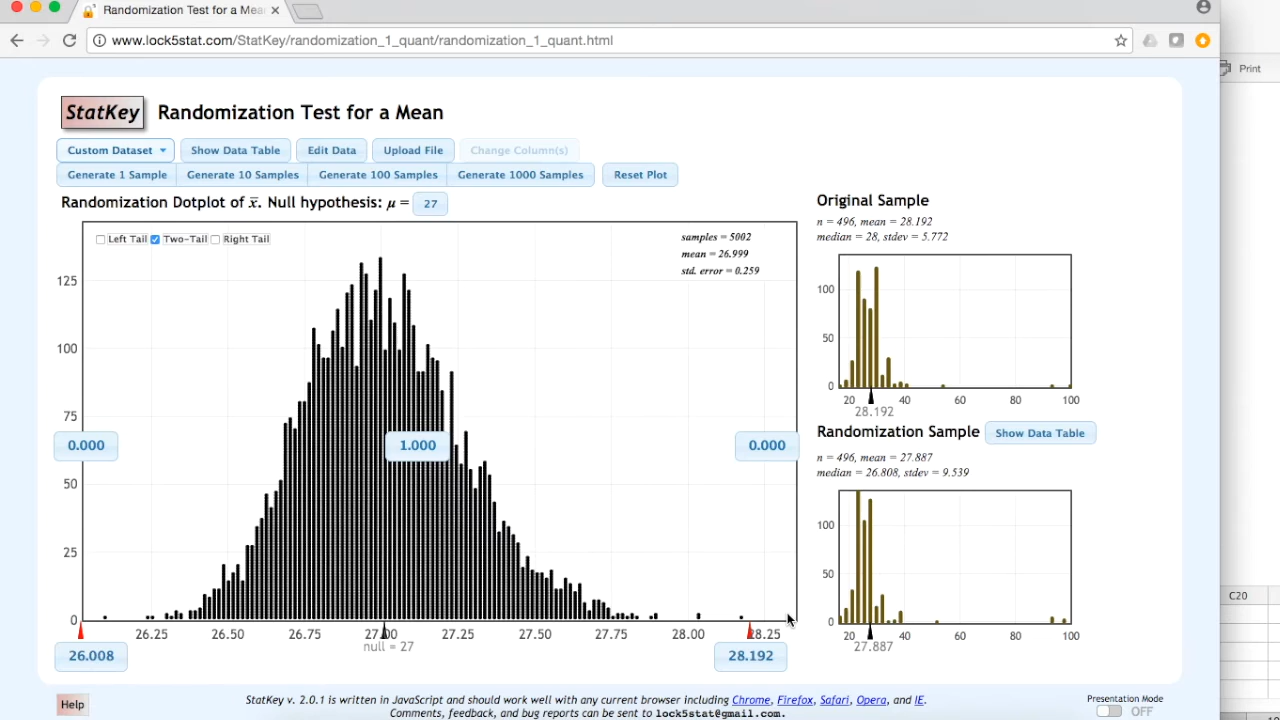 Randomization Test for a Mea
www.lock5stat.com/StatKey/randomization_1_quant/randomization_1_quant.html
Print
StatKey Randomization Test for a Mean
Custom Dataset Show Data Table Edit Data Upload File Change Column(s)
Generate 1 Sample Generate 10 Samples Generate 100 Samples Generate 1000 Samples Reset Plot
Randomization Dotplot of x̄. Null hypothesis: μ = 27
Left Tail Two-Tail Right Tail
samples = 5002
mean = 26.999
std. error = 0.259
125
100
75
50
25
0
0.000 1.000 0.000
26.25 26.50 26.75 27.00 27.25 27.50 27.75 28.00 28.25
null = 27
26.008 28.192
Original Sample
n = 496, mean = 28.192
median = 28, stdev = 5.772
100
50
0
20 40 60 80 100
28.192
Randomization Sample Show Data Table
n = 496, mean = 27.887
median = 26.808, stdev = 9.539
100
50
0
20 40 60 80 100
27.887
C20
Help
StatKey v. 2.0.1 is written in JavaScript and should work well with any current browser including Chrome, Firefox, Safari, Opera, and IE.
Comments, feedback, and bug reports can be sent to lock5stat@gmail.com.
Presentation Mode
OFF